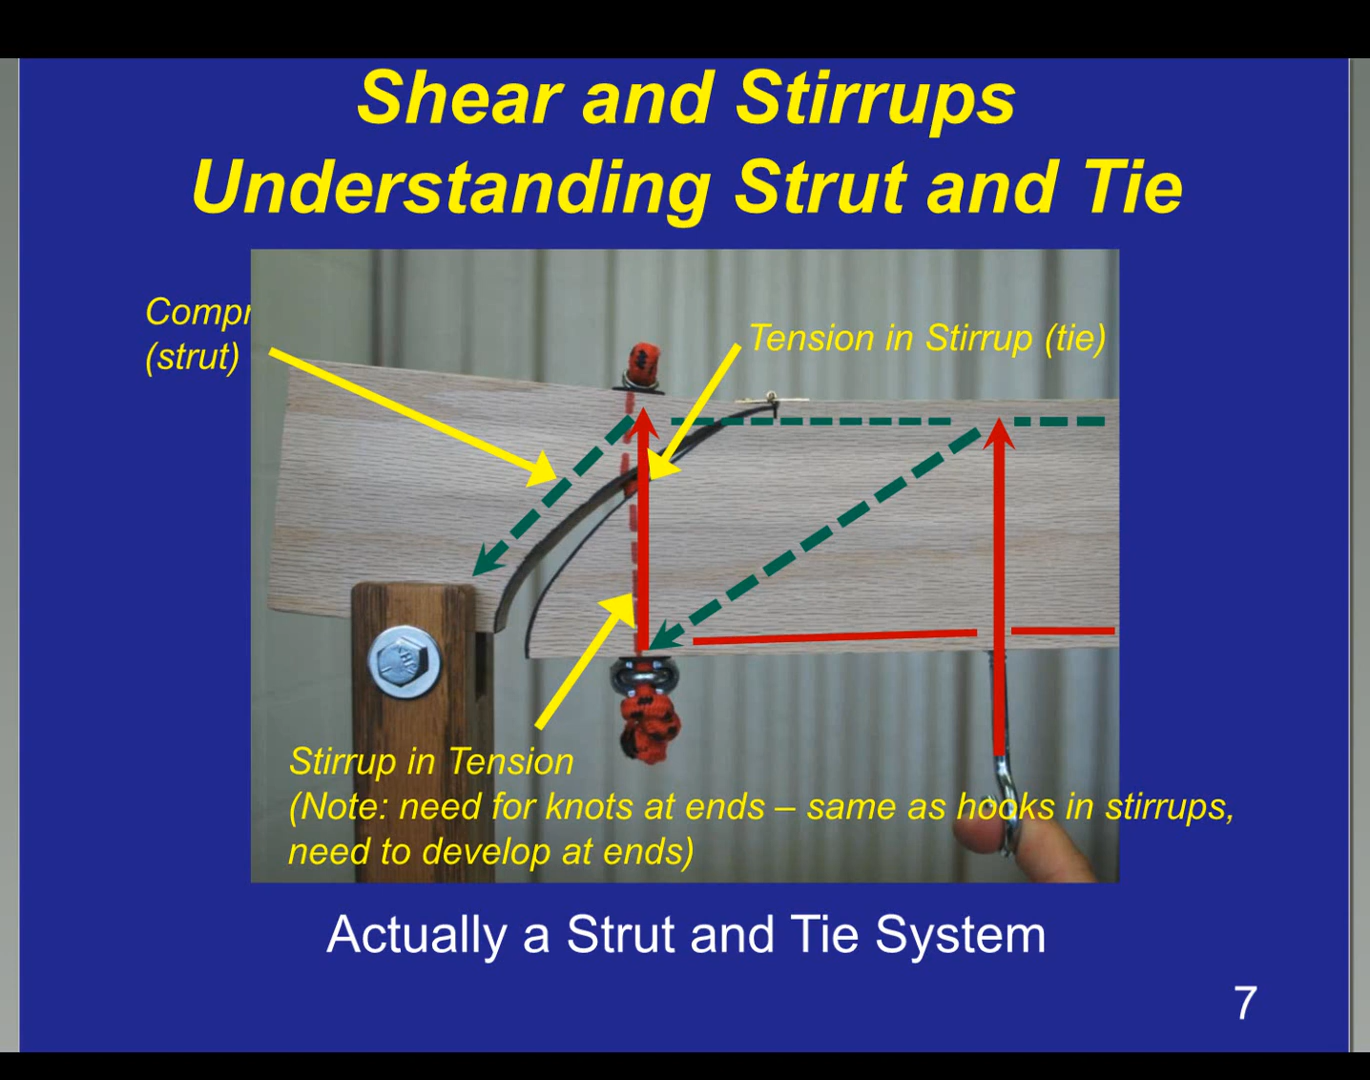 Shear and Stirrups
Understanding Strut and Tie
Compr
(strut)
Tension in Stirrup (tie)
Stirrup in Tension
(Note: need for knots at ends – same as hooks in stirrups,
need to develop at ends)
Actually a Strut and Tie System
7